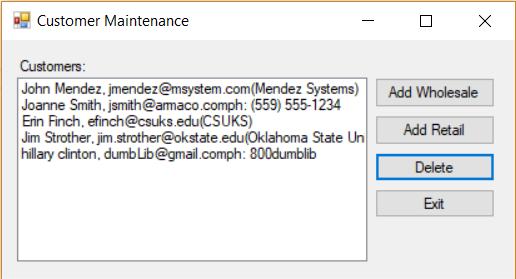 Customer Maintenance
Customers:
John Mendez, jmendez@msystem.com(Mendez Systems)
Joanne Smith, jsmith@armaco.comph: (559) 555-1234
Erin Finch, efinch@csuks.edu(CSUKS)
Jim Strother, jim.strother@okstate.edu(Oklahoma State Un
hillary clinton, dumbLib@gmail.comph: 800dumblib
Add Wholesale
Add Retail
Delete
Exit